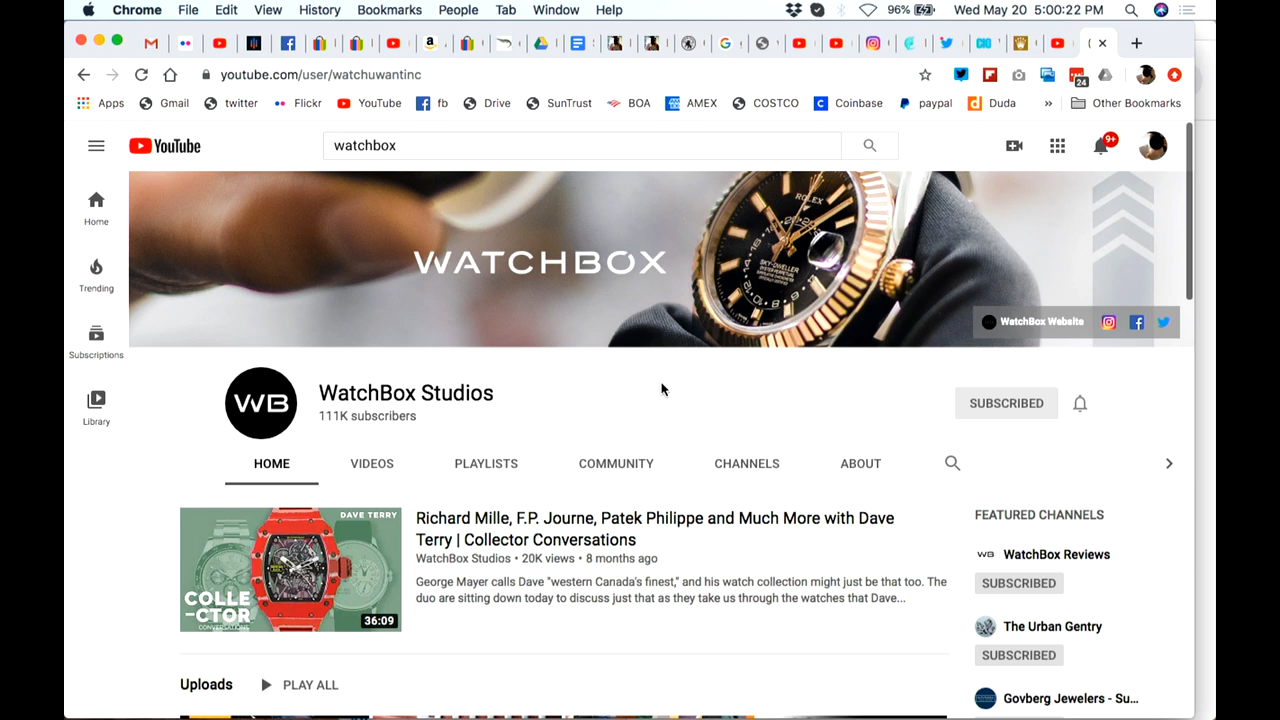 Chrome File Edit View History Bookmarks People Tab Window Help 96% Wed May 20 5:00:22 PM
youtube.com/user/watchuwantinc
24
Apps Gmail twitter Flickr YouTube fb Drive SunTrust BOA AMEX COSTCO Coinbase paypal Duda » Other Bookmarks
YouTube watchbox 9+
ROLEX
WATCHBOX
SKY-DWELLER
WatchBox Website
Home
Trending
Subscriptions
Library
WB
WatchBox Studios
111K subscribers
SUBSCRIBED
HOME VIDEOS PLAYLISTS COMMUNITY CHANNELS ABOUT
DAVE TERRY
COLLE
-CTOR
CONVERSATIONS
36:09
Richard Mille, F.P. Journe, Patek Philippe and Much More with Dave
Terry | Collector Conversations
WatchBox Studios • 20K views • 8 months ago
George Mayer calls Dave "western Canada's finest," and his watch collection might just be that too. The
duo are sitting down today to discuss just that as they take us through the watches that Dave...
FEATURED CHANNELS
WB WatchBox Reviews
SUBSCRIBED
The Urban Gentry
SUBSCRIBED
Govberg Jewelers - Su...
Uploads PLAY ALL